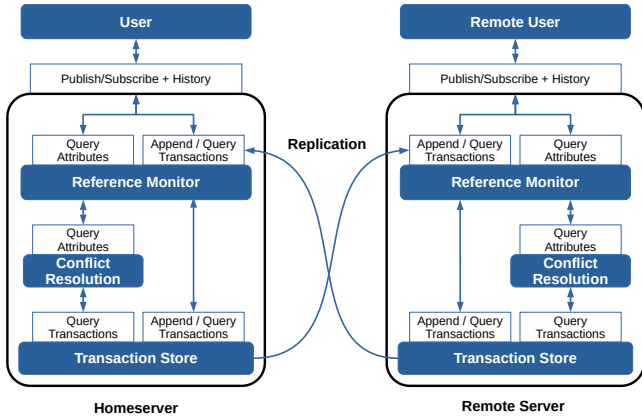 User
Remote User
Publish/Subscribe + History
Publish/Subscribe + History
Query
Attributes
Append / Query
Transactions
Replication
Append / Query
Transactions
Query
Attributes
Reference Monitor
Reference Monitor
Query
Attributes
Query
Attributes
Conflict
Resolution
Conflict
Resolution
Query
Transactions
Append / Query
Transactions
Append / Query
Transactions
Query
Transactions
Transaction Store
Transaction Store
Homeserver
Remote Server